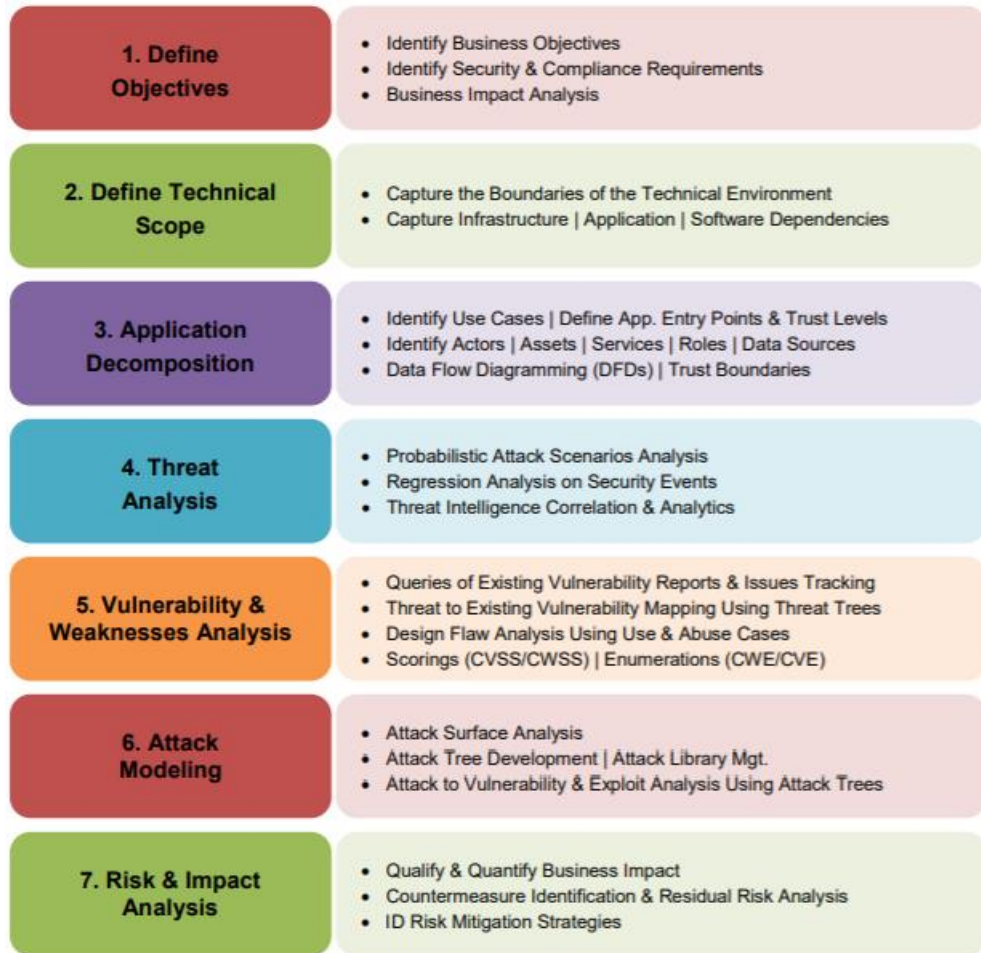 1. Define
Objectives
• Identify Business Objectives
• Identify Security & Compliance Requirements
• Business Impact Analysis
2. Define Technical
Scope
• Capture the Boundaries of the Technical Environment
• Capture Infrastructure | Application | Software Dependencies
3. Application
Decomposition
• Identify Use Cases | Define App. Entry Points & Trust Levels
• Identify Actors | Assets | Services | Roles | Data Sources
• Data Flow Diagramming (DFDs) | Trust Boundaries
4. Threat
Analysis
• Probabilistic Attack Scenarios Analysis
• Regression Analysis on Security Events
• Threat Intelligence Correlation & Analytics
5. Vulnerability &
Weaknesses Analysis
• Queries of Existing Vulnerability Reports & Issues Tracking
• Threat to Existing Vulnerability Mapping Using Threat Trees
• Design Flaw Analysis Using Use & Abuse Cases
• Scorings (CVSS/CWSS) | Enumerations (CWE/CVE)
6. Attack
Modeling
• Attack Surface Analysis
• Attack Tree Development | Attack Library Mgt.
• Attack to Vulnerability & Exploit Analysis Using Attack Trees
7. Risk & Impact
Analysis
• Qualify & Quantify Business Impact
• Countermeasure Identification & Residual Risk Analysis
• ID Risk Mitigation Strategies